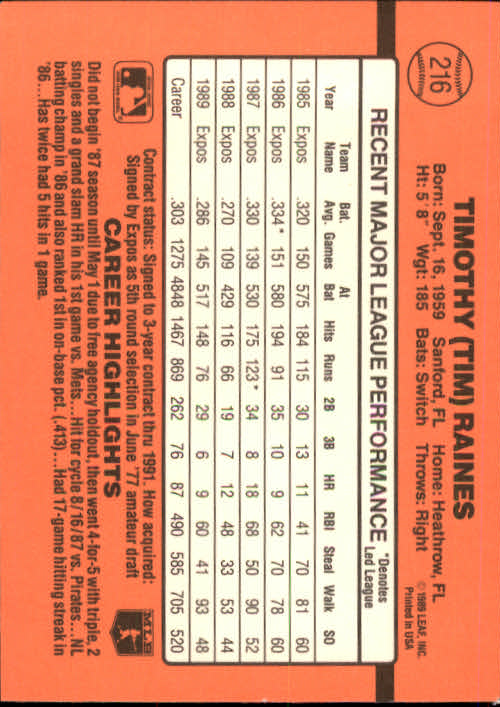 216
TIMOTHY (TIM) RAINES
Born: Sept. 16, 1959 Sanford, FL Home: Heathrow, FL
Ht: 5' 8" Wgt: 185 Bats: Switch Throws: Right
© 1989 LEAF, INC.
Printed in USA
RECENT MAJOR LEAGUE PERFORMANCE *Denotes Led League
Year Team Name Bat. Avg. Games At Bat Hits Runs 2B 3B HR RBI Steal Walk SO
1985 Expos .320 150 575 184 115 30 13 11 41 70 81 60
1986 Expos .334* 151 580 194 91 35 10 9 62 70 78 60
1987 Expos .330 139 530 175 123* 34 8 18 68 50 90 52
1988 Expos .270 109 429 116 66 19 7 12 48 33 53 44
1989 Expos .286 145 517 148 76 29 6 9 60 41 93 48
Career .303 1275 4848 1467 869 262 76 87 490 585 705 520
Contract status: Signed to 3-year contract thru 1991. How acquired:
Signed by Expos as 5th round selection in June '77 amateur draft
MLB
CAREER HIGHLIGHTS
Did not begin '87 season until May 1 due to free agency holdout, then went 4-for-5 with triple, 2
singles and a grand slam HR in his 1st game vs. Mets...Hit for cycle 8/16/87 vs. Pirates...NL
batting champ in '86 and also ranked 1st in on-base pct. (.413)...Had 17-game hitting streak in
'86...Has twice had 5 hits in 1 game.